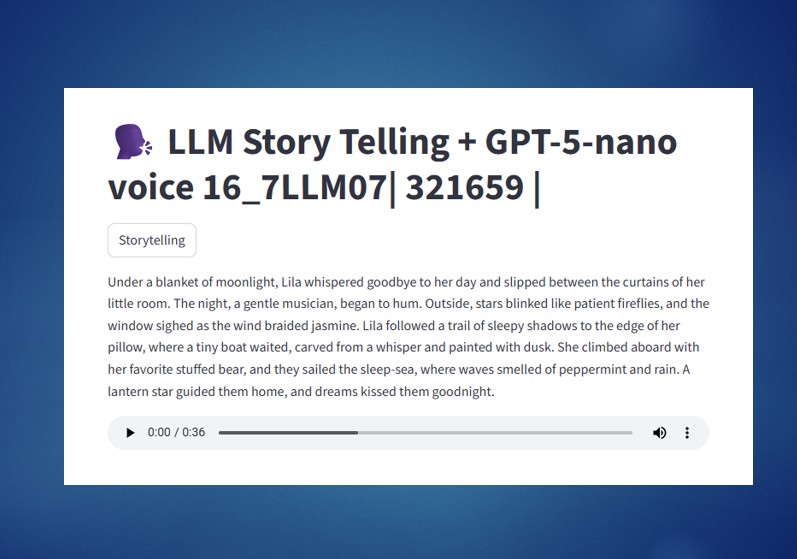 LLM Story Telling + GPT-5-nano
voice 16_7LLM07| 321659 |
Storytelling
Under a blanket of moonlight, Lila whispered goodbye to her day and slipped between the curtains of her
little room. The night, a gentle musician, began to hum. Outside, stars blinked like patient fireflies, and the
window sighed as the wind braided jasmine. Lila followed a trail of sleepy shadows to the edge of her
pillow, where a tiny boat waited, carved from a whisper and painted with dusk. She climbed aboard with
her favorite stuffed bear, and they sailed the sleep-sea, where waves smelled of peppermint and rain. A
lantern star guided them home, and dreams kissed them goodnight.
0:00 / 0:36